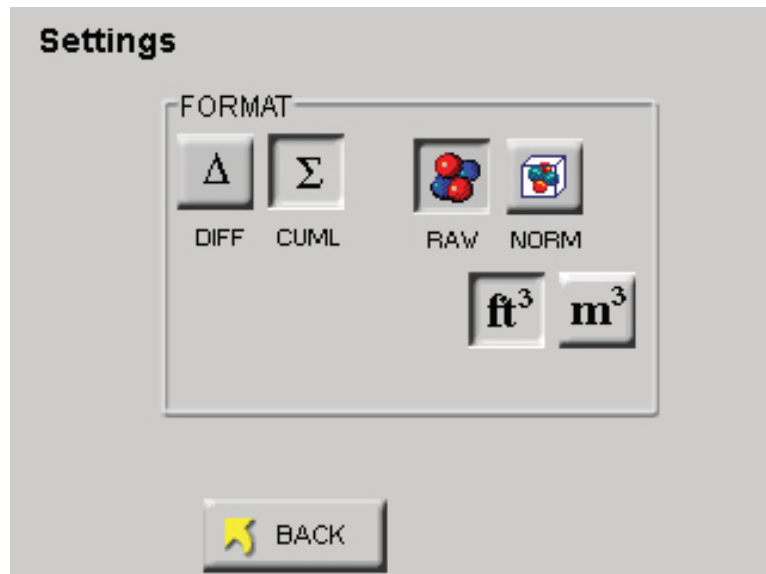 Settings
FORMAT
Δ Σ
DIFF CUML RAW NORM
ft³ m³
BACK